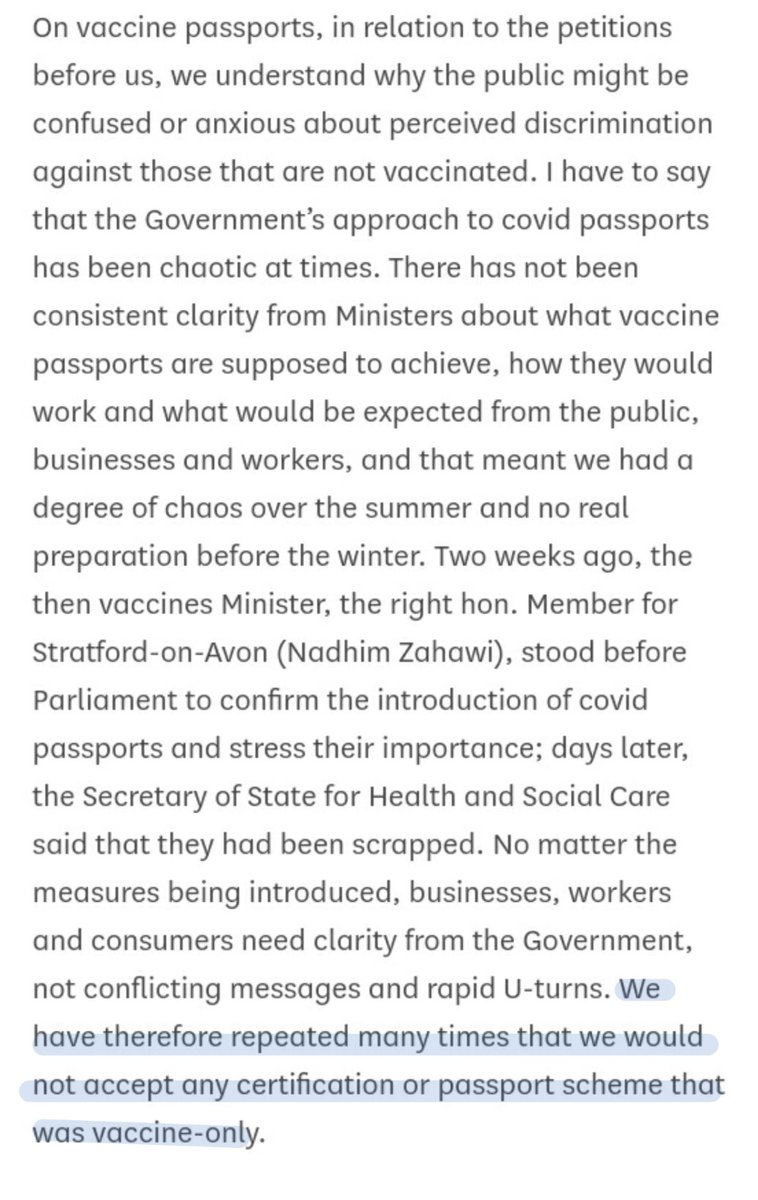 On vaccine passports, in relation to the petitions
before us, we understand why the public might be
confused or anxious about perceived discrimination
against those that are not vaccinated. I have to say
that the Government’s approach to covid passports
has been chaotic at times. There has not been
consistent clarity from Ministers about what vaccine
passports are supposed to achieve, how they would
work and what would be expected from the public,
businesses and workers, and that meant we had a
degree of chaos over the summer and no real
preparation before the winter. Two weeks ago, the
then vaccines Minister, the right hon. Member for
Stratford-on-Avon (Nadhim Zahawi), stood before
Parliament to confirm the introduction of covid
passports and stress their importance; days later,
the Secretary of State for Health and Social Care
said that they had been scrapped. No matter the
measures being introduced, businesses, workers
and consumers need clarity from the Government,
not conflicting messages and rapid U-turns. We
have therefore repeated many times that we would
not accept any certification or passport scheme that
was vaccine-only.